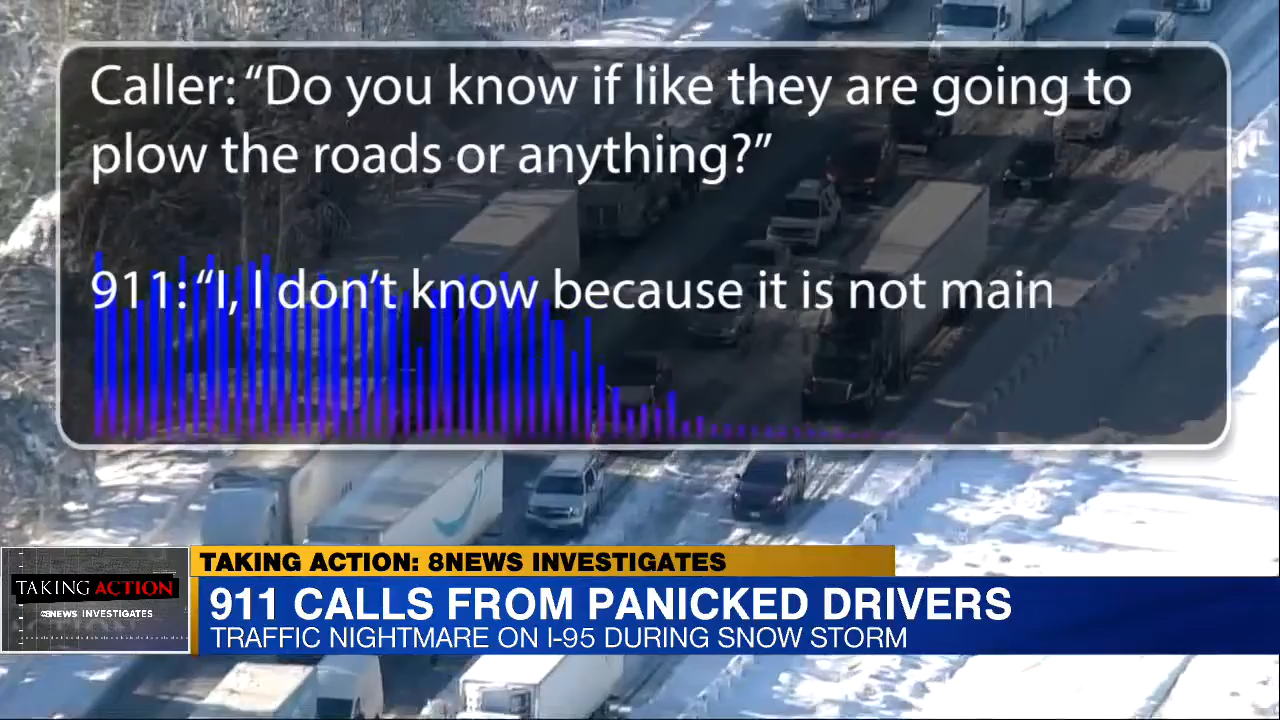 Caller: “Do you know if like they are going to
plow the roads or anything?”
911: “I, I don’t know because it is not main
TAKING ACTION: 8NEWS INVESTIGATES
TAKING ACTION
8NEWS INVESTIGATES
911 CALLS FROM PANICKED DRIVERS
TRAFFIC NIGHTMARE ON I-95 DURING SNOW STORM